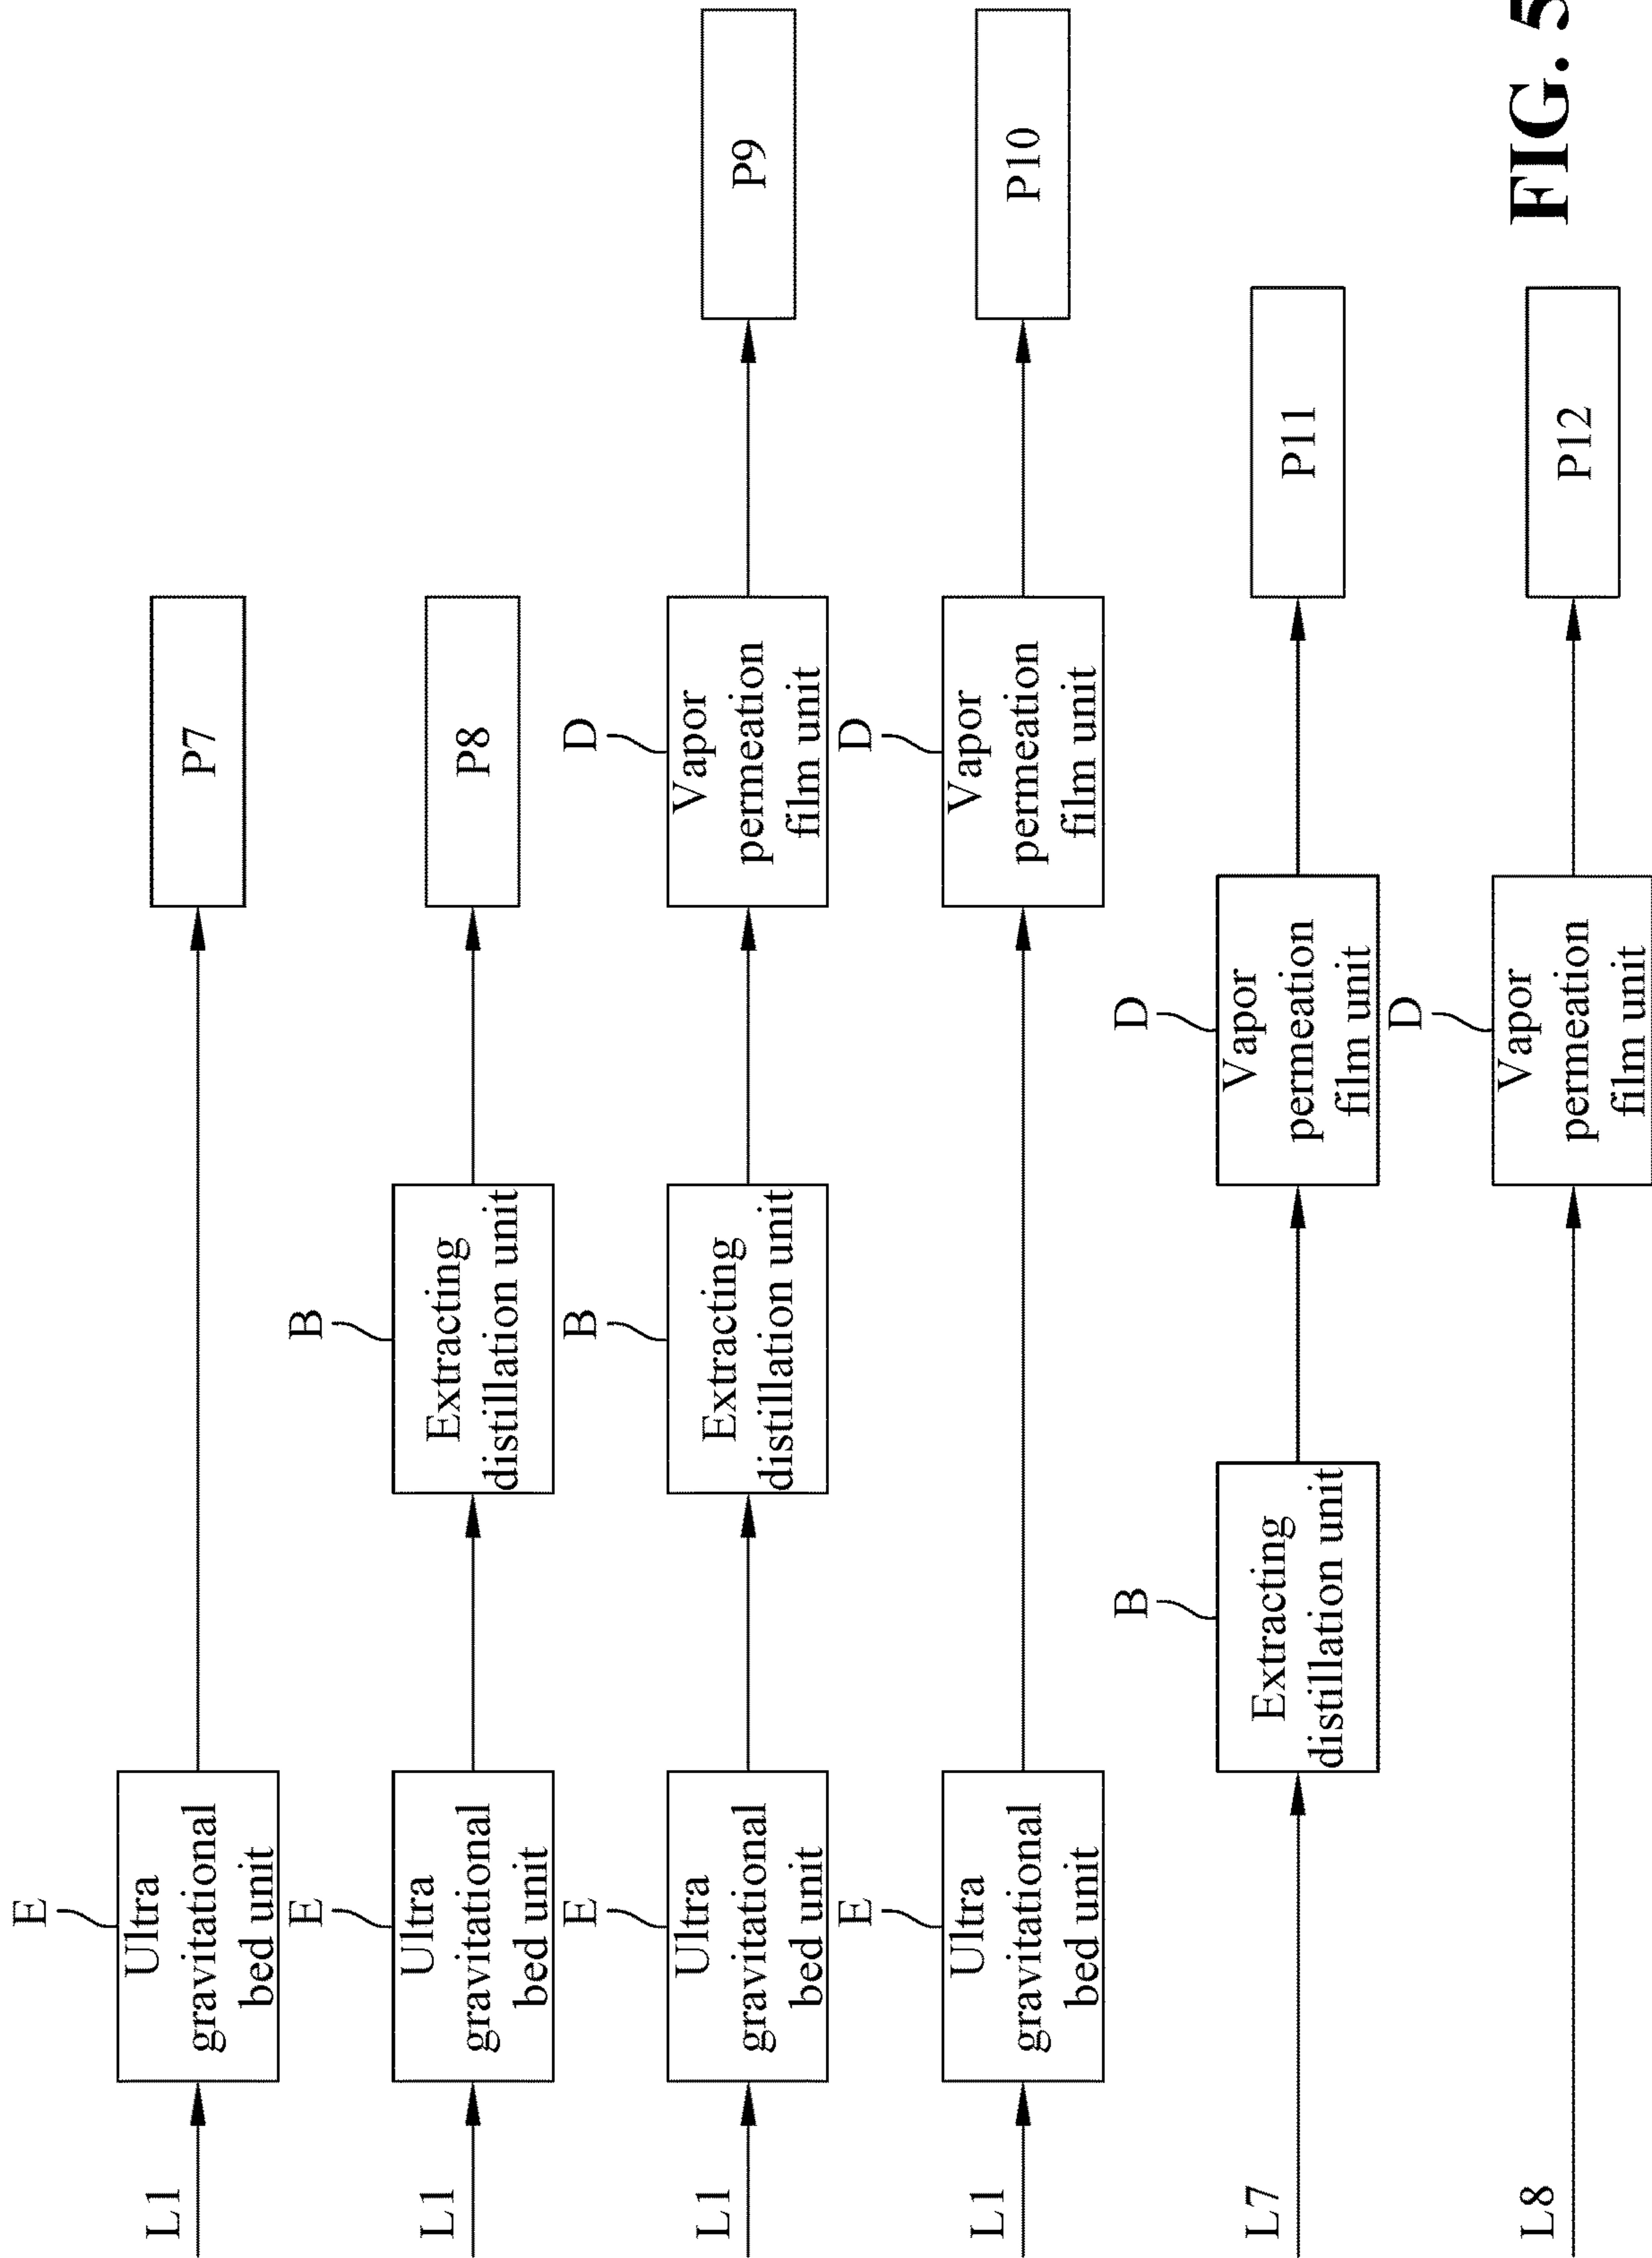 E
L1
Ultra
gravitational
bed unit
P7
E
B
L1
Ultra
gravitational
bed unit
Extracting
distillation unit
P8
E
B
D
L1
Ultra
gravitational
bed unit
Extracting
distillation unit
Vapor
permeation
film unit
P9
E
D
L1
Ultra
gravitational
bed unit
Vapor
permeation
film unit
P10
B
D
L7
Extracting
distillation unit
Vapor
permeation
film unit
P11
D
L8
Vapor
permeation
film unit
P12
FIG. 5